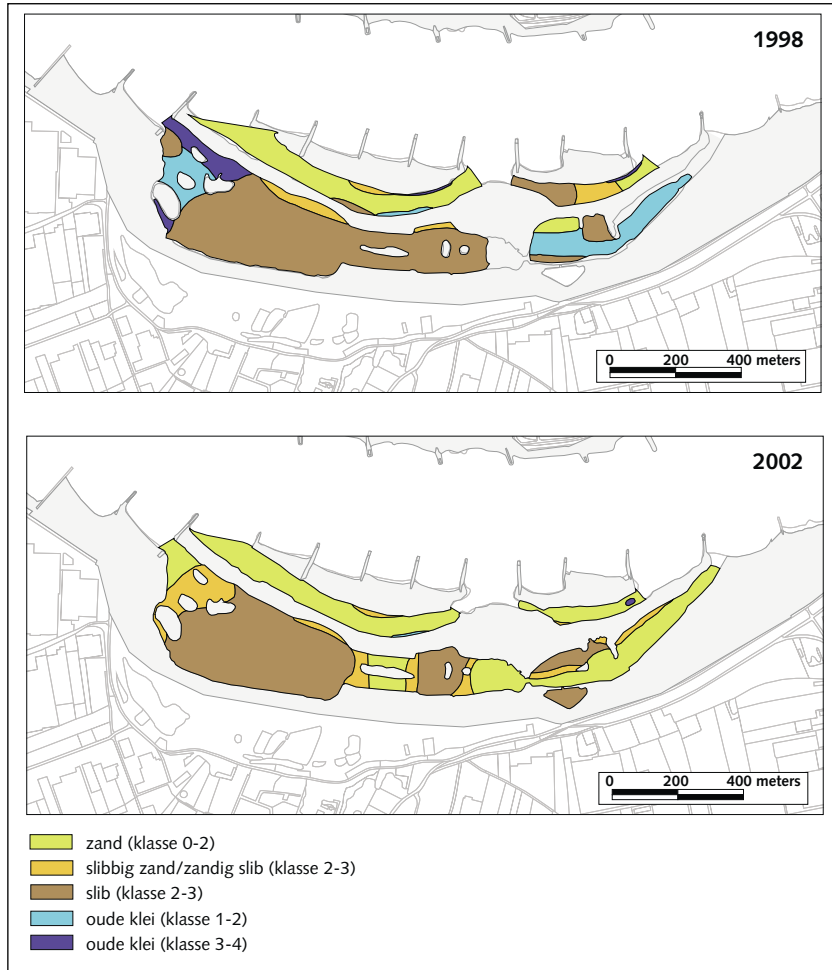 1998
0 200 400 meters
2002
0 200 400 meters
zand (klasse 0-2)
slibbig zand/zandig slib (klasse 2-3)
slib (klasse 2-3)
oude klei (klasse 1-2)
oude klei (klasse 3-4)